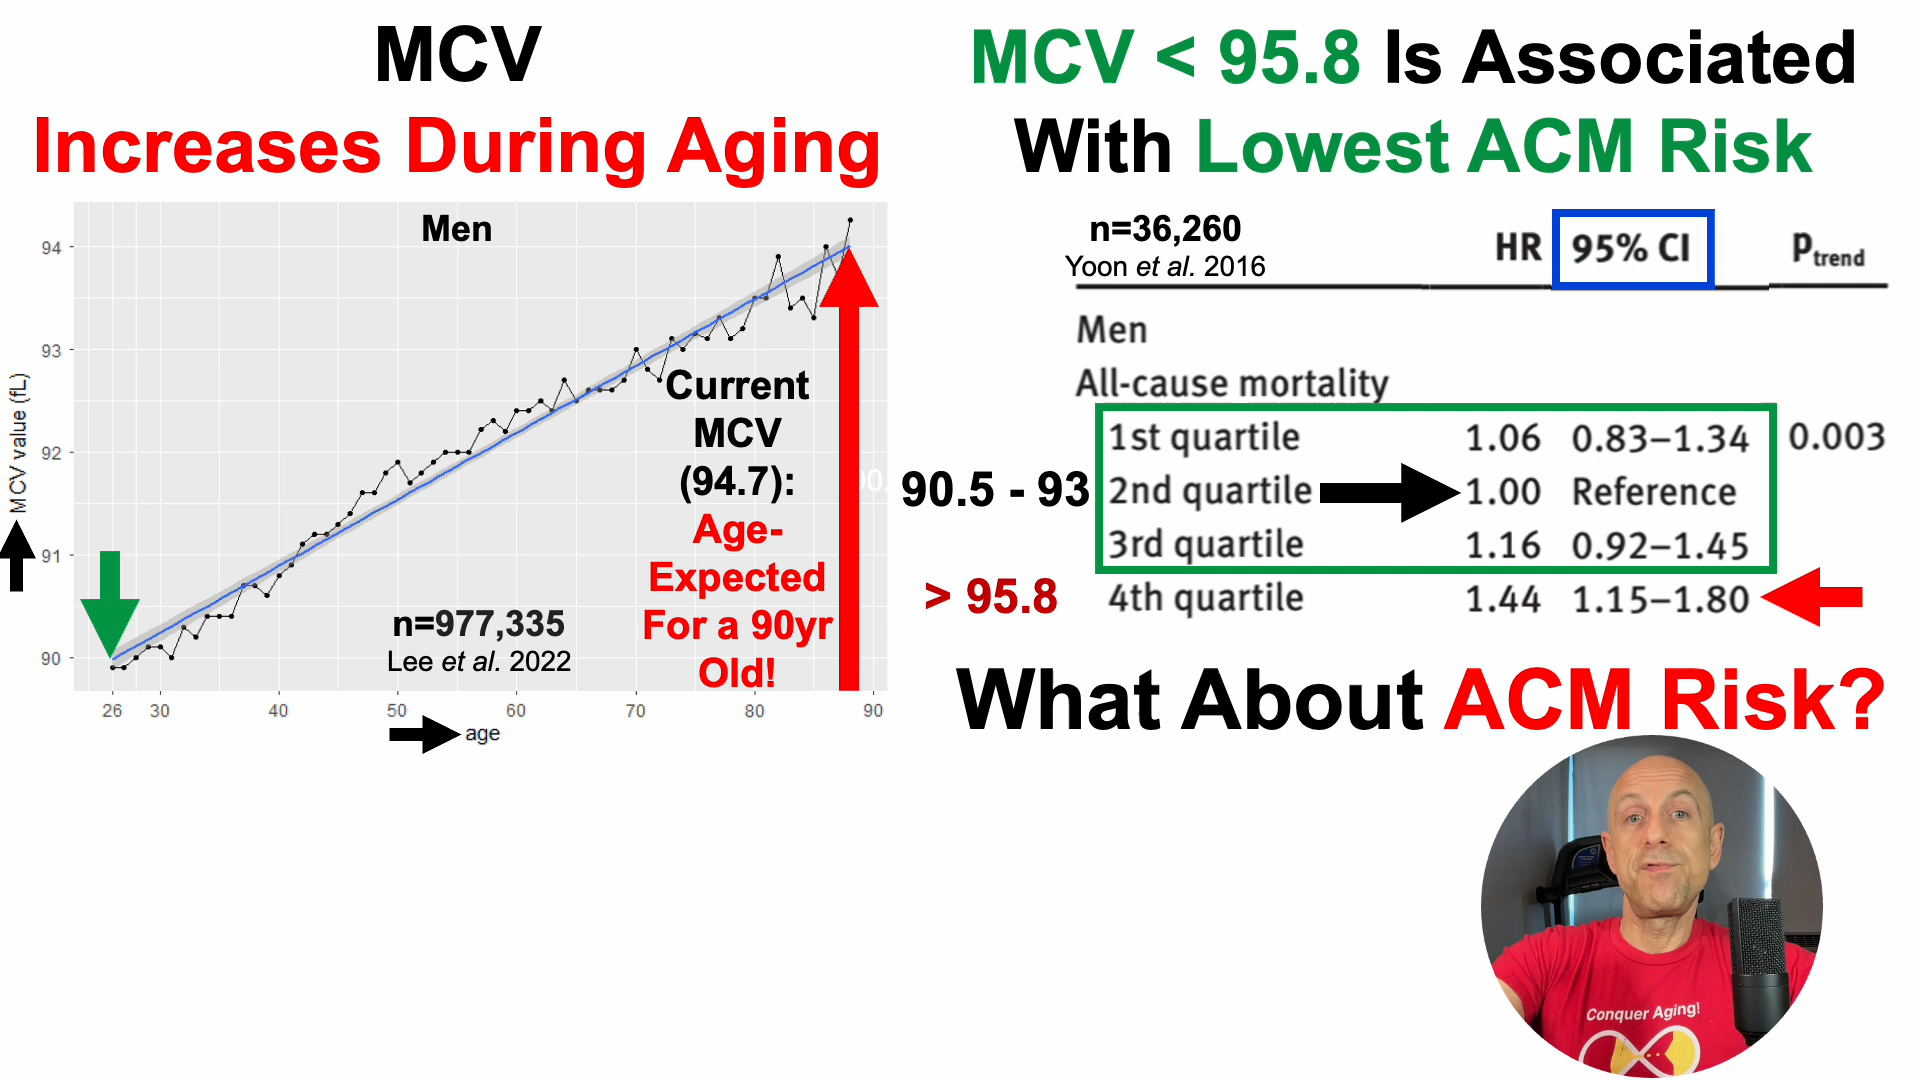 MCV
Increases During Aging
Men
94
93
92
91
90
MCV value (fL)
26 30 40 50 60 70 80 90
age
n=977,335
Lee et al. 2022
Current
MCV
(94.7):
Age-
Expected
For a 90yr
Old!
MCV < 95.8 Is Associated
With Lowest ACM Risk
n=36,260
Yoon et al. 2016
HR 95% CI Ptrend
Men
All-cause mortality
1st quartile 1.06 0.83–1.34 0.003
90.
90.5 - 93 2nd quartile 1.00 Reference
3rd quartile 1.16 0.92–1.45
> 95.8 4th quartile 1.44 1.15–1.80
What About ACM Risk?
Conquer Aging!